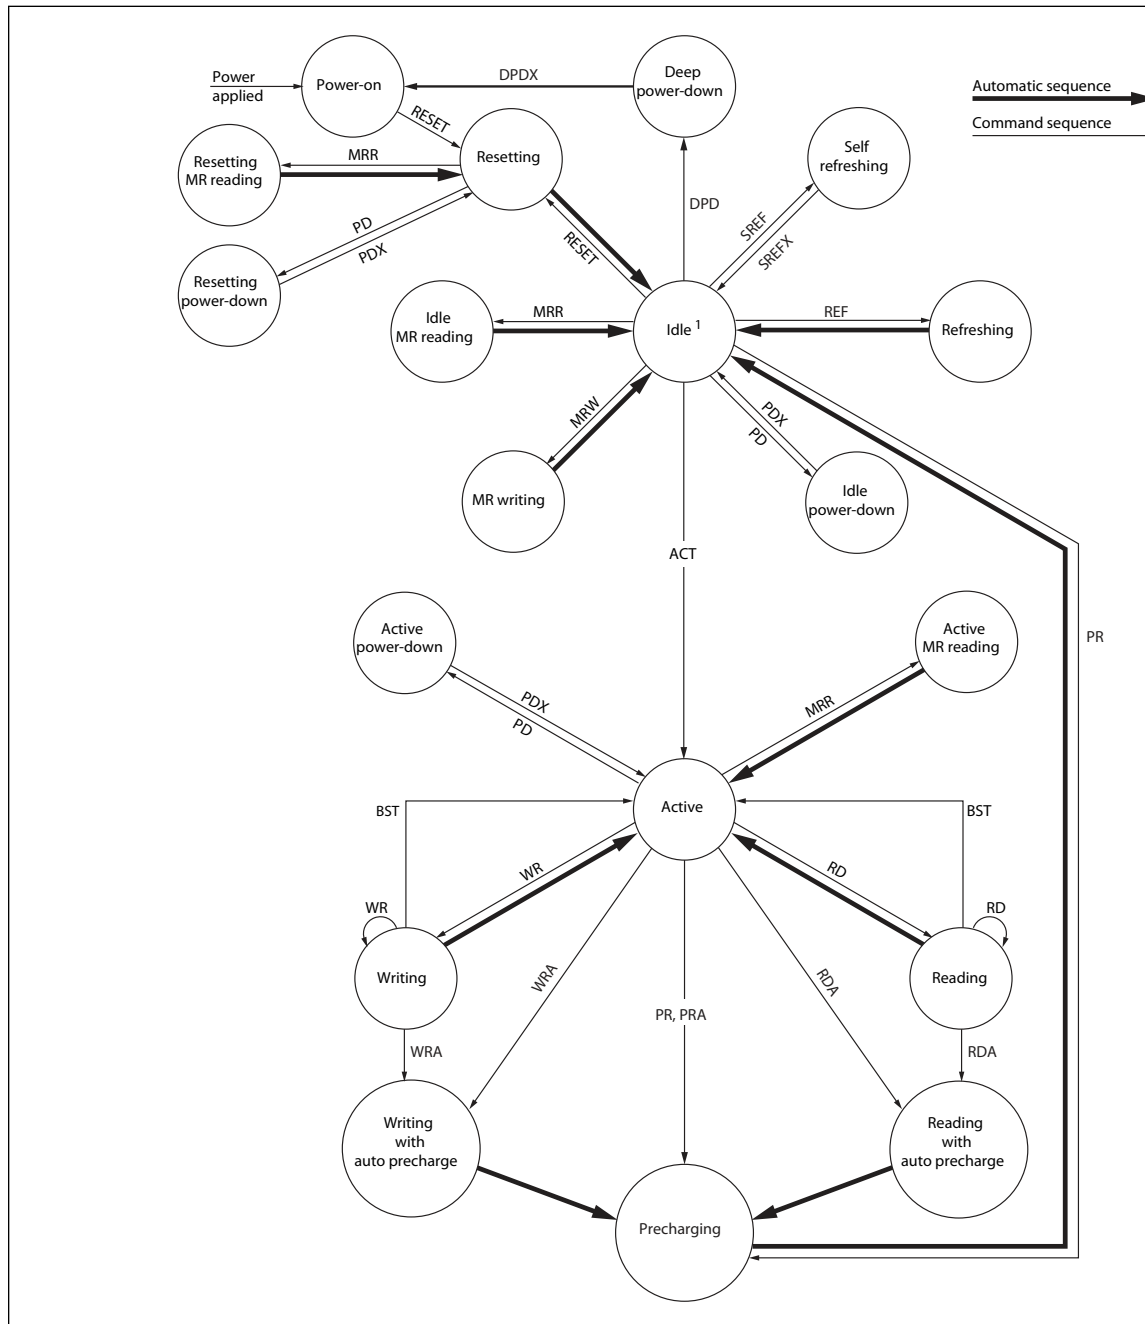 Power
applied
Power-on
DPDX
Deep
power-down
Automatic sequence
Command sequence
RESET
Resetting
MR reading
MRR
Resetting
Self
refreshing
PD
PDX
RESET
DPD
SREF
SREFX
Resetting
power-down
Idle
MR reading
MRR
Idle 1
REF
Refreshing
MRW
PDX
PD
MR writing
Idle
power-down
ACT
Active
power-down
Active
MR reading
PR
PDX
PD
MRR
Active
BST
BST
WR
RD
WR
RD
Writing
Reading
WRA
RDA
PR, PRA
WRA
RDA
Writing
with
auto precharge
Reading
with
auto precharge
Precharging